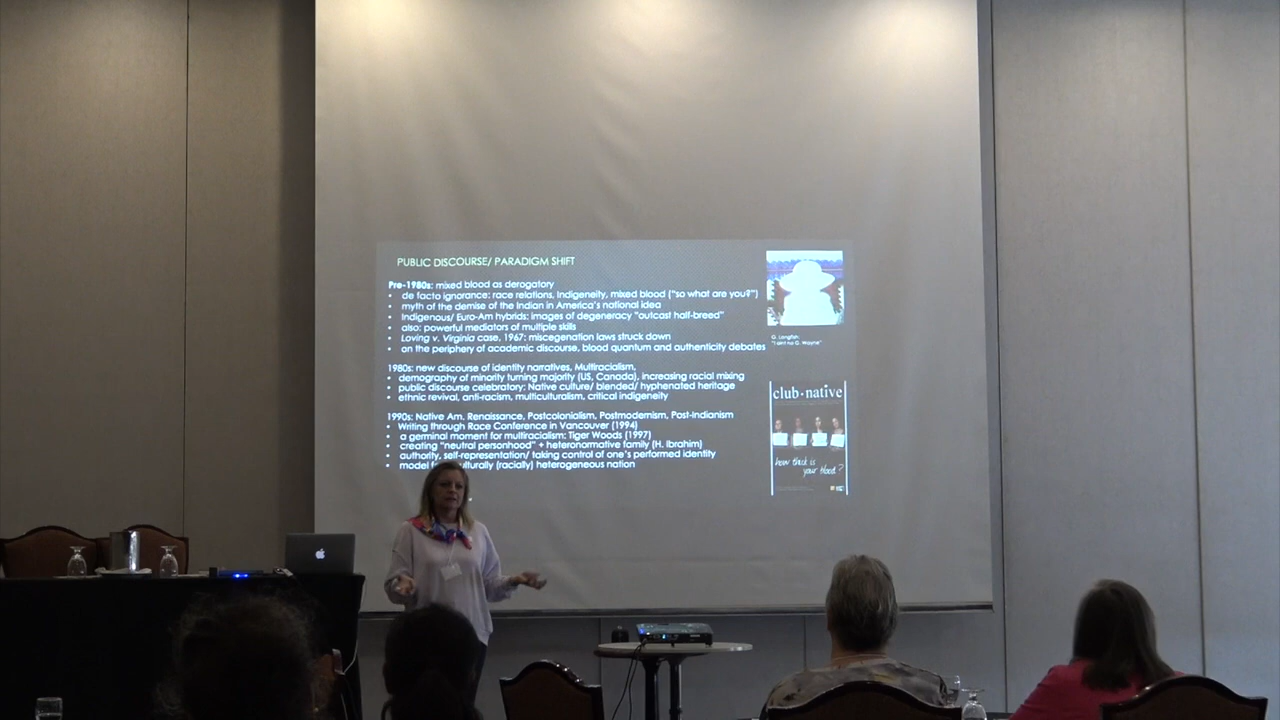 PUBLIC DISCOURSE/ PARADIGM SHIFT
Pre-1980s: mixed blood as derogatory
• de facto ignorance: race relations, Indigeneity, mixed blood ("so what are you?")
• myth of the demise of the Indian in America's national idea
• Indigenous/ Euro-Am hybrids: images of degeneracy "outcast half-breed"
• also: powerful mediators of multiple skills
• Loving v. Virginia case, 1967: miscegenation laws struck down
• on the periphery of academic discourse, blood quantum and authenticity debates
1980s: new discourse of identity narratives, Multiracialism,
• demography of minority turning majority (US, Canada), increasing racial mixing
• public discourse celebratory: Native culture/ blended/ hyphenated heritage
• ethnic revival, anti-racism, multiculturalism, critical indigeneity
1990s: Native Am. Renaissance, Postcolonialism, Postmodernism, Post-Indianism
• Writing through Race Conference in Vancouver (1994)
• a germinal moment for multiracialism: Tiger Woods (1997)
• creating "neutral personhood" + heteronormative family (H. Ibrahim)
• authority, self-representation/ taking control of one's performed identity
• model (racially) heterogeneous nation
G. Longfish:
"I ain't no G. Wayne"
club·native
how thick is
your blood?